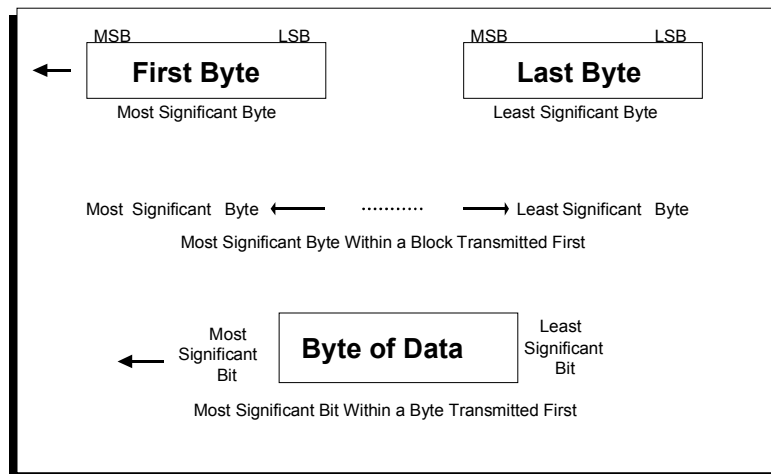 MSB LSB MSB LSB
First Byte Last Byte
Most Significant Byte Least Significant Byte
Most Significant Byte ........... Least Significant Byte
Most Significant Byte Within a Block Transmitted First
Most
Significant
Bit
Byte of Data
Least
Significant
Bit
Most Significant Bit Within a Byte Transmitted First